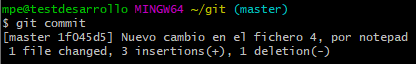 mpe@testdesarrollo MINGW64 ~/git (master)
$ git commit
[master 1f045d5] Nuevo cambio en el fichero 4, por notepad
 1 file changed, 3 insertions(+), 1 deletion(-)